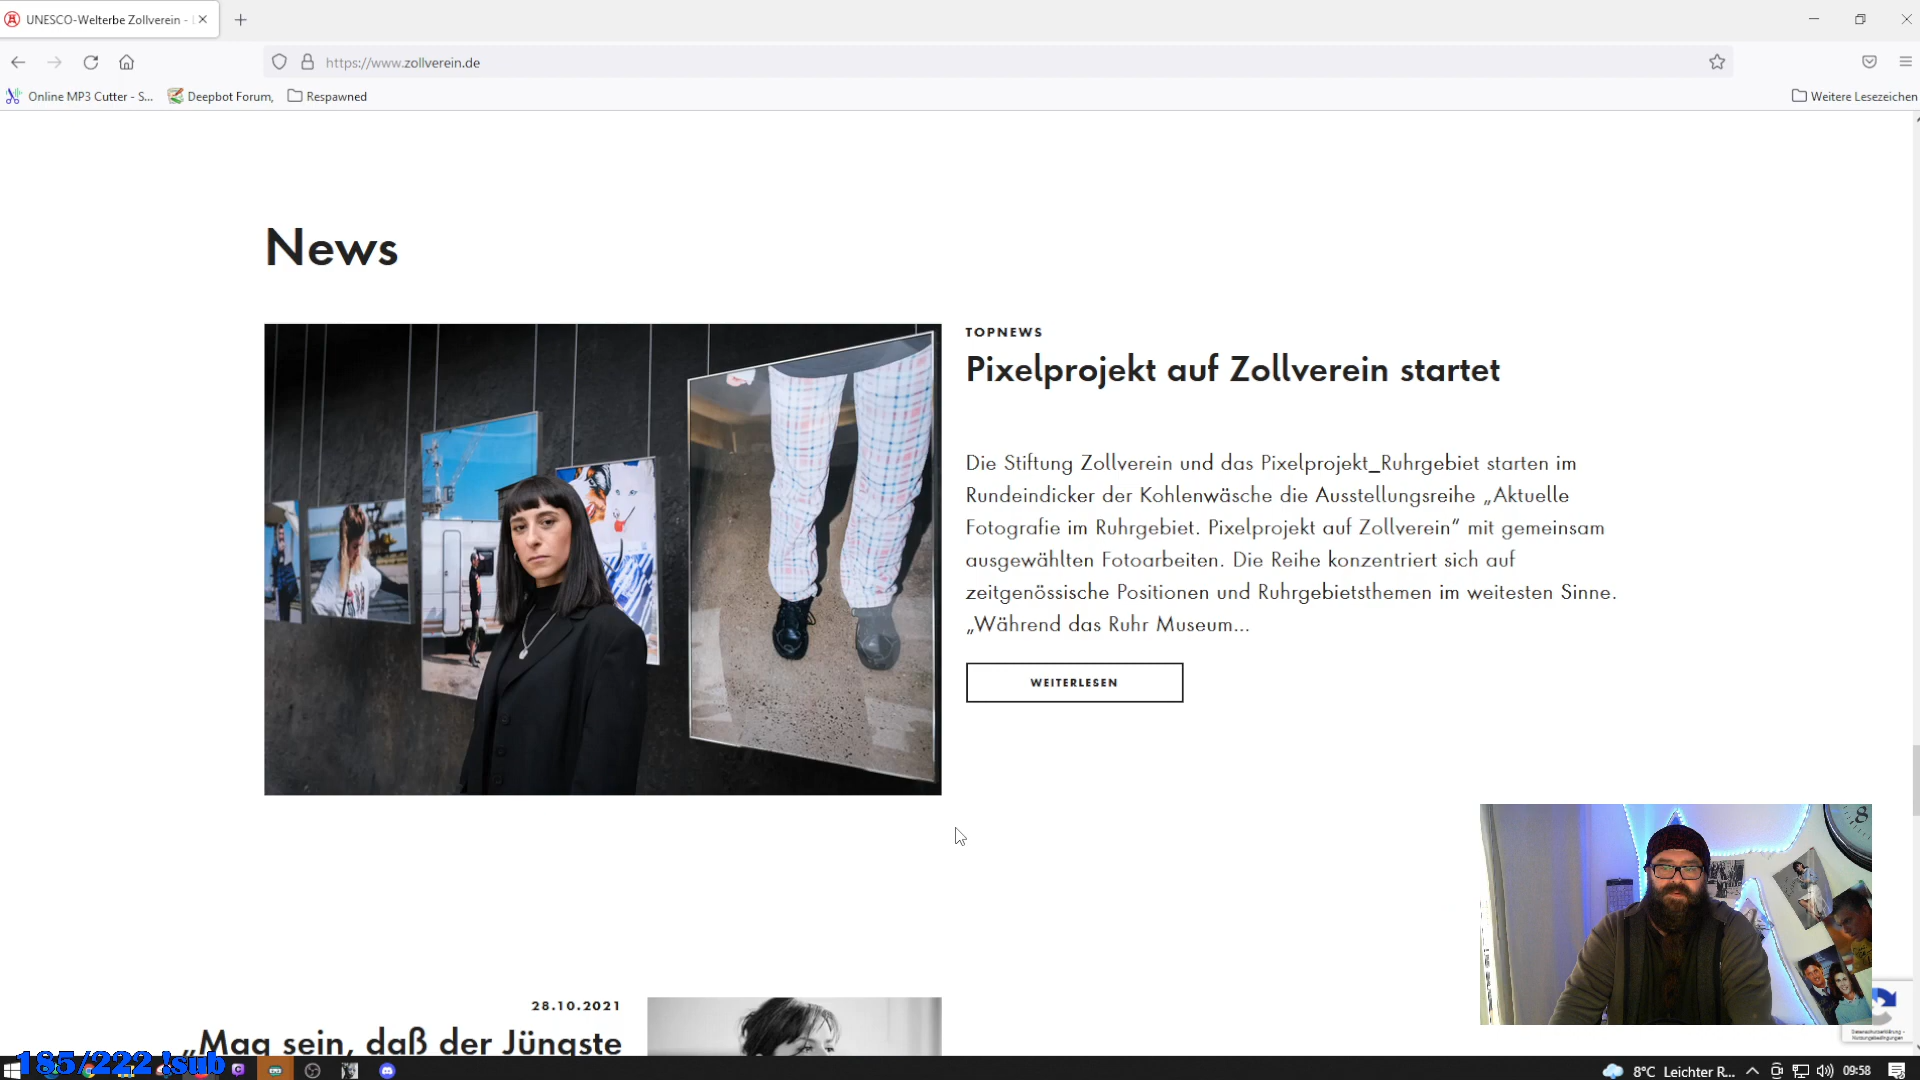 UNESCO-Welterbe Zollverein -
https://www.zollverein.de
Online MP3 Cutter - S...
Deepbot Forum,
Respawned
Weitere Lesezeichen
News
TOPNEWS
Pixelprojekt auf Zollverein startet
Die Stiftung Zollverein und das Pixelprojekt_Ruhrgebiet starten im
Rundeindicker der Kohlenwäsche die Ausstellungsreihe „Aktuelle
Fotografie im Ruhrgebiet. Pixelprojekt auf Zollverein“ mit gemeinsam
ausgewählten Fotoarbeiten. Die Reihe konzentriert sich auf
zeitgenössische Positionen und Ruhrgebietsthemen im weitesten Sinne.
„Während das Ruhr Museum...
WEITERLESEN
28.10.2021
„Mag sein, daß der Jüngste
8
Datenschutzerklärung -
Nutzungsbedingungen
185/222 !sub
8°C Leichter R...
09:58